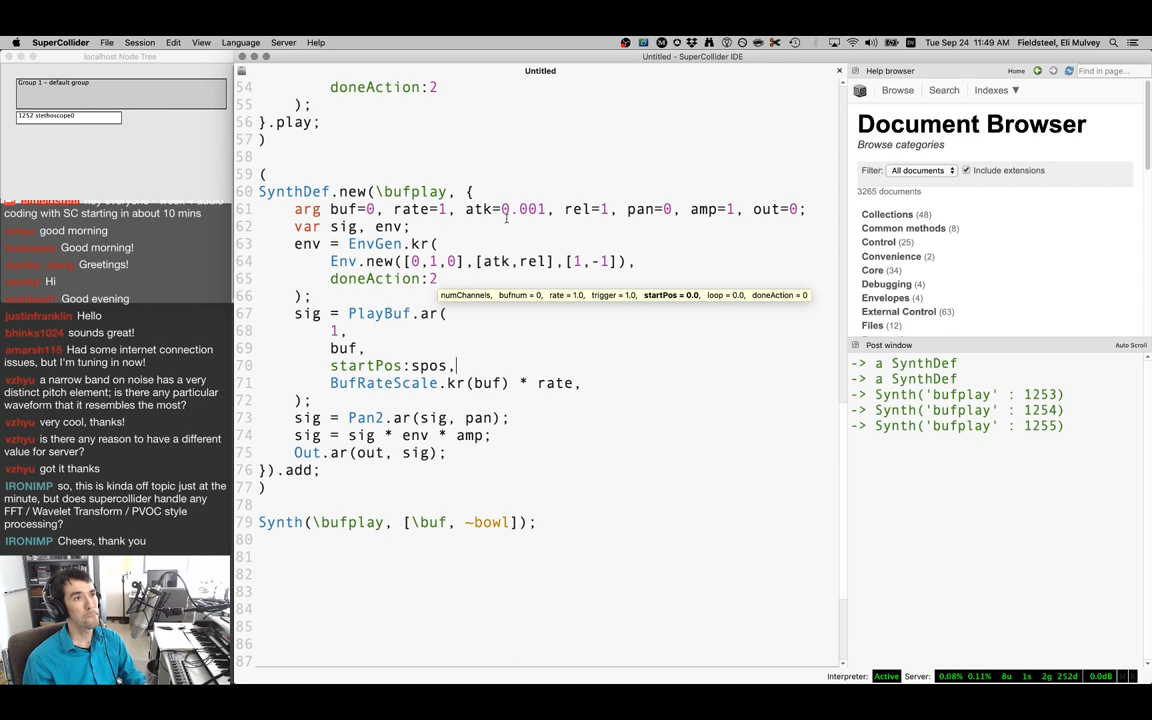 SuperCollider File Session Edit View Language Server Help
Tue Sep 24 11:49 AM Fieldsteel, Eli Mulvey
localhost Node Tree
Untitled - SuperCollider IDE
Group 1 - default group
1252 stethoscope0
coding with SC starting in about 10 mins
vzhyu good morning
Good morning!
Greetings!
Hi
Good evening
justinfranklin Hello
bhinks1024 sounds great!
amarsh115 Had some internet connection
issues, but I'm tuning in now!
vzhyu a narrow band on noise has a very
distinct pitch element; is there any particular
waveform that it resembles the most?
vzhyu very cool, thanks!
vzhyu is there any reason to have a different
value for server?
vzhyu got it thanks
IRONIMP so, this is kinda off topic just at the
minute, but does supercollider handle any
FFT / Wavelet Transform / PVOC style
processing?
IRONIMP Cheers, thank you
Untitled
54 doneAction:2
55 );
56 }.play;
57 )
58
59 (
60 SynthDef.new(\bufplay, {
61 arg buf=0, rate=1, atk=0.001, rel=1, pan=0, amp=1, out=0;
62 var sig, env;
63 env = EnvGen.kr(
64 Env.new([0,1,0],[atk,rel],[1,-1]),
65 doneAction:2
66 );
numChannels, bufnum = 0, rate = 1.0, trigger = 1.0, startPos = 0.0, loop = 0.0, doneAction = 0
67 sig = PlayBuf.ar(
68 1,
69 buf,
70 startPos:spos,
71 BufRateScale.kr(buf) * rate,
72 );
73 sig = Pan2.ar(sig, pan);
74 sig = sig * env * amp;
75 Out.ar(out, sig);
76 }).add;
77 )
78
79 Synth(\bufplay, [\buf, ~bowl]);
80
81
82
83
84
85
86
87
Help browser Home Find in page...
Browse Search Indexes ▼
Document Browser
Browse categories
Filter: All documents Include extensions
3265 documents
Collections (48)
Common methods (8)
Control (21)
Convenience (2)
Core (34)
Debugging (4)
Envelopes (4)
External Control (63)
Files (12)
Post window Auto Scroll
-> a SynthDef
-> a SynthDef
-> Synth('bufplay' : 1253)
-> Synth('bufplay' : 1254)
-> Synth('bufplay' : 1255)
Interpreter: Active Server: 0.08% 0.11% 8u 1s 2g 252d 0.0dB